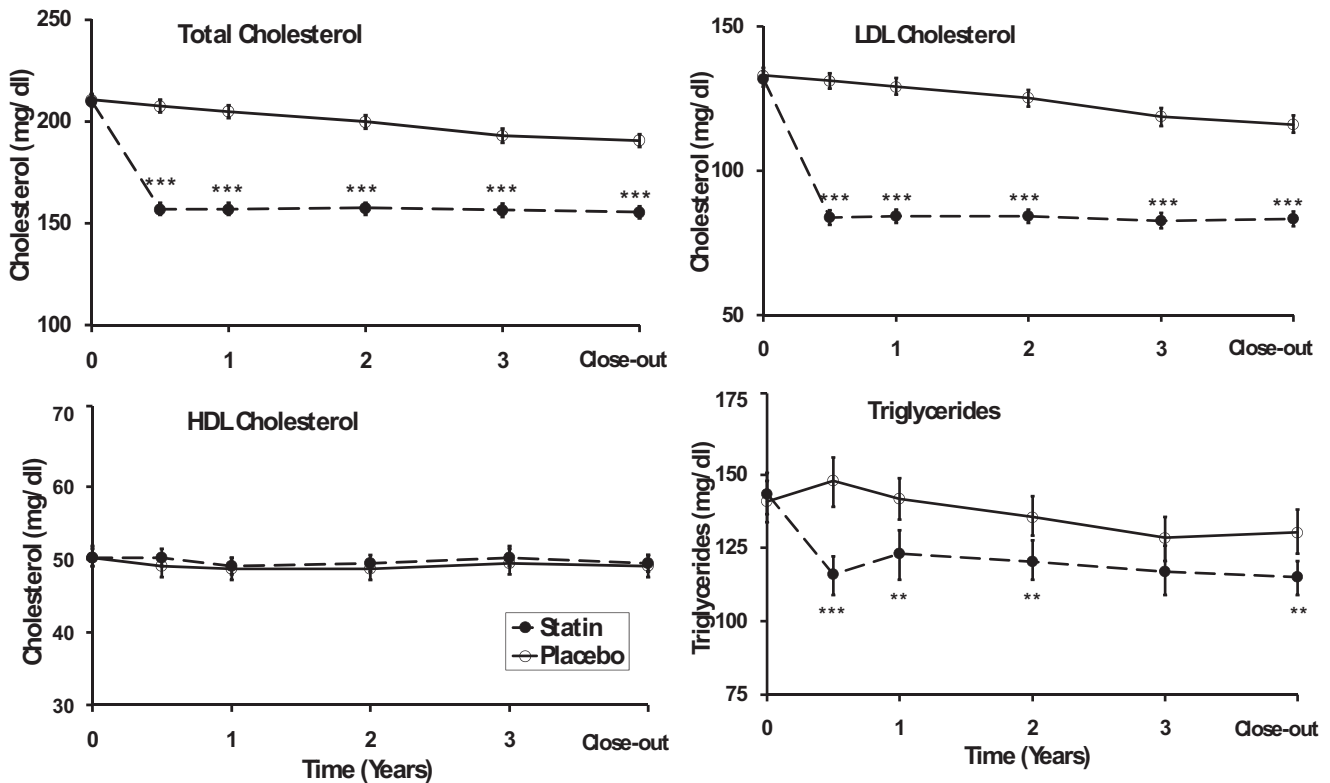 Total Cholesterol
Cholesterol (mg/dl)
250
200
150
100
*** *** *** *** ***
0 1 2 3 Close-out
LDL Cholesterol
Cholesterol (mg/dl)
150
100
50
*** *** *** *** ***
0 1 2 3 Close-out
HDL Cholesterol
Cholesterol (mg/dl)
70
60
50
40
30
Statin
Placebo
0 1 2 3 Close-out
Time (Years)
Triglycerides
Triglycerides (mg/dl)
175
150
125
100
75
*** ** ** **
0 1 2 3 Close-out
Time (Years)